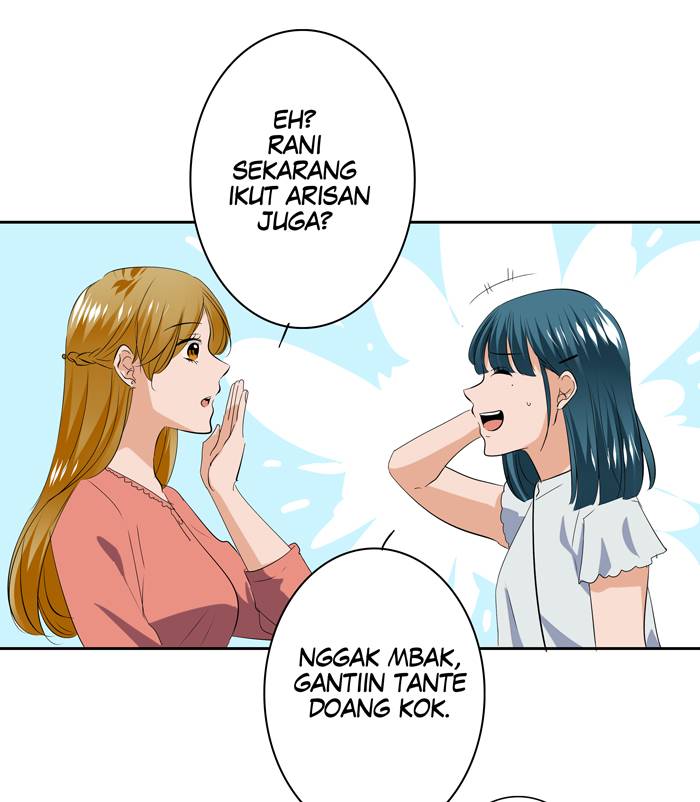 EH?
RANI
SEKARANG
IKUT ARISAN
JUGA?
NGGAK MBAK,
GANTIIN TANTE
DOANG KOK.